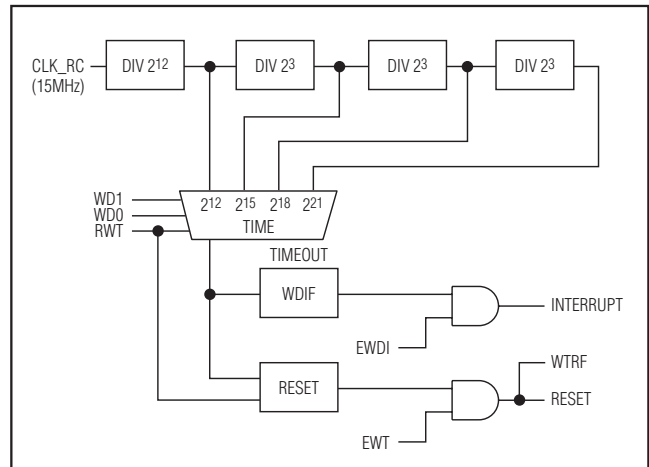 CLK_RC
(15MHz)
DIV 2¹²
DIV 2³
DIV 2³
DIV 2³
WD1
WD0
RWT
2¹² 2¹⁵ 2¹⁸ 2²¹
TIME
TIMEOUT
WDIF
INTERRUPT
EWDI
WTRF
RESET
RESET
EWT